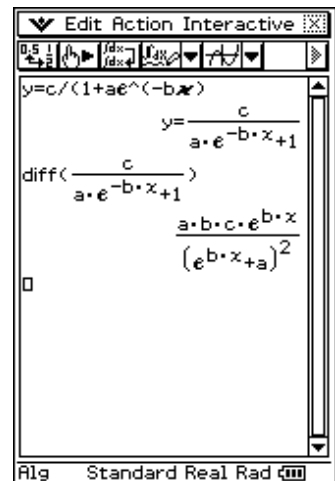 Edit Action Interactive
y=c/(1+ae^(-bx)
y=c/(a·e^(-b·x)+1)
diff(c/(a·e^(-b·x)+1))
a·b·c·e^(b·x)/(e^(b·x)+a)^2
Alg Standard Real Rad